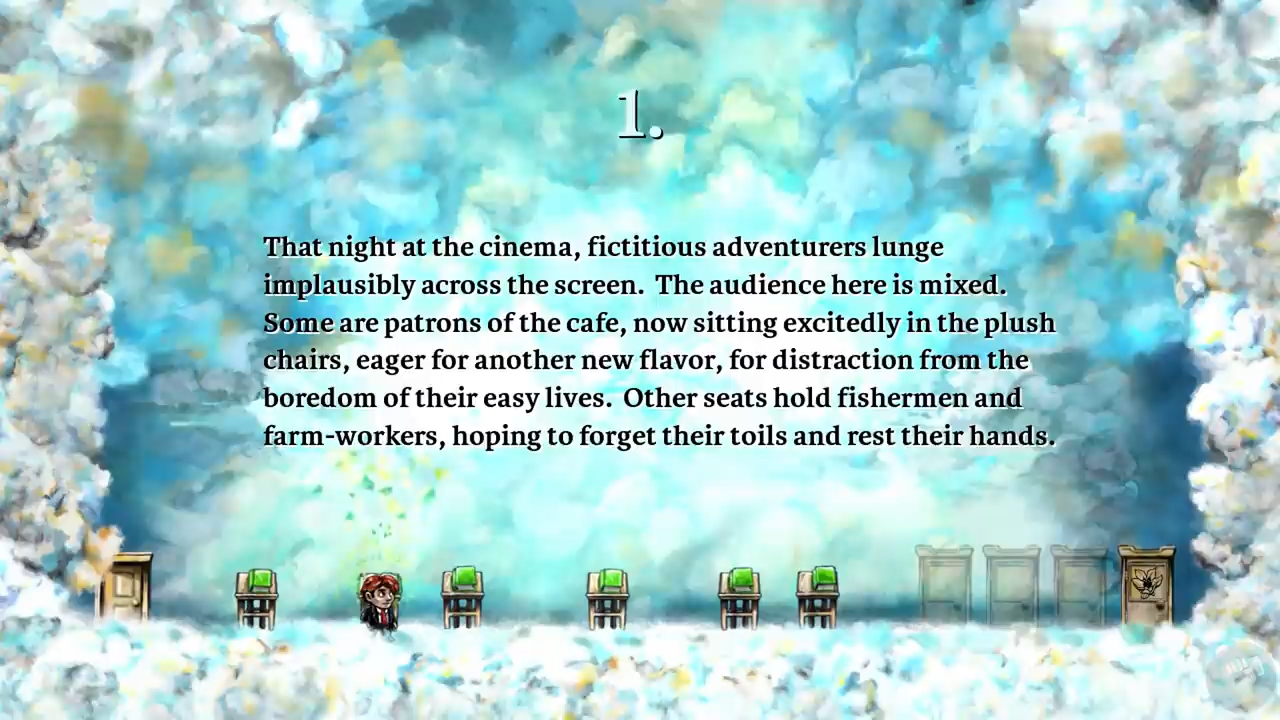 1.
That night at the cinema, fictitious adventurers lunge
implausibly across the screen.  The audience here is mixed.
Some are patrons of the cafe, now sitting excitedly in the plush
chairs, eager for another new flavor, for distraction from the
boredom of their easy lives.  Other seats hold fishermen and
farm-workers, hoping to forget their toils and rest their hands.